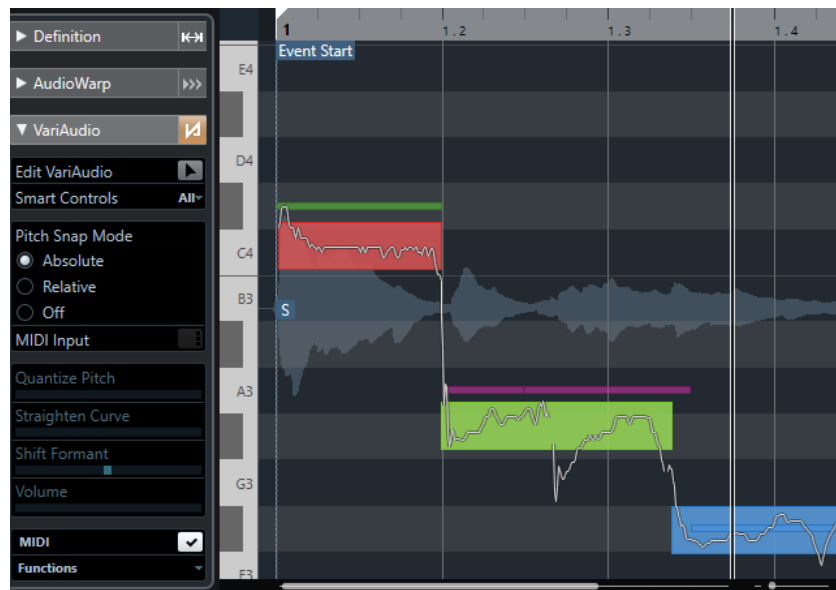 Definition
AudioWarp
VariAudio
Edit VariAudio
Smart Controls All
Pitch Snap Mode
Absolute
Relative
Off
MIDI Input
Quantize Pitch
Straighten Curve
Shift Formant
Volume
MIDI
Functions
1 1.2 1.3 1.4
Event Start
E4
D4
C4
B3
S
A3
G3
F3